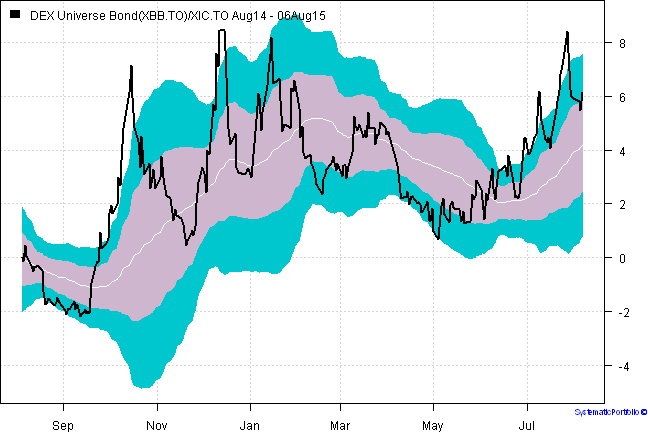 DEX Universe Bond(XBB.TO)/XIC.TO Aug14 - 06Aug15
8
6
4
2
0
-2
-4
Sep Nov Jan Mar May Jul
SystematicPortfolio ©